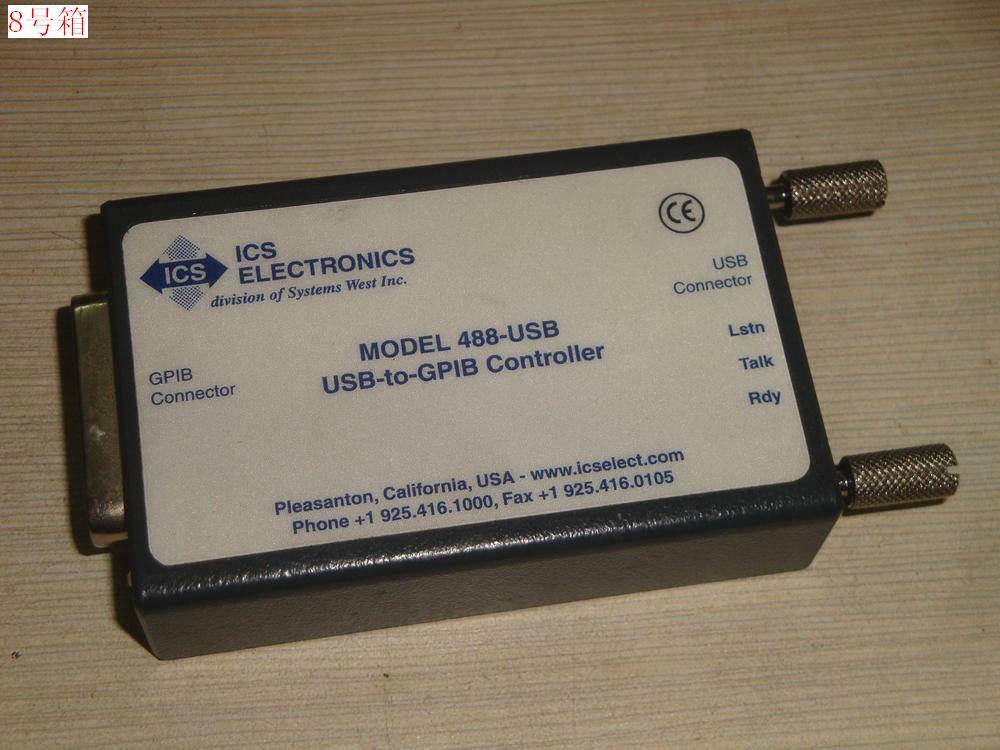 8号箱
ICS
ICS
ELECTRONICS
division of Systems West Inc.
CE
USB
Connector
MODEL 488-USB
USB-to-GPIB Controller
Lstn
Talk
Rdy
GPIB
Connector
Pleasanton, California, USA - www.icselect.com
Phone +1 925.416.1000, Fax +1 925.416.0105